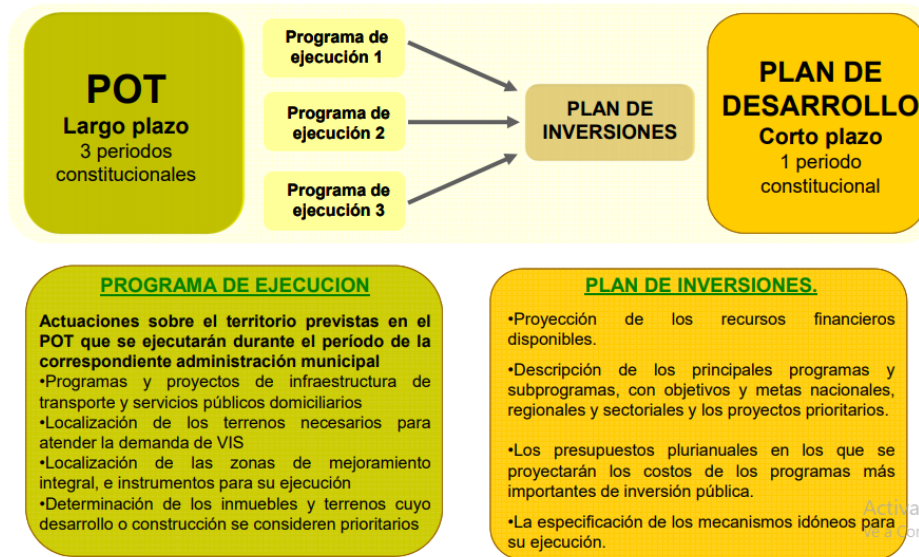 POT
Largo plazo
3 periodos
constitucionales
Programa de
ejecución 1
Programa de
ejecución 2
Programa de
ejecución 3
PLAN DE
INVERSIONES
PLAN DE
DESARROLLO
Corto plazo
1 periodo
constitucional
PROGRAMA DE EJECUCION
Actuaciones sobre el territorio previstas en el
POT que se ejecutarán durante el período de la
correspondiente administración municipal
•Programas y proyectos de infraestructura de
transporte y servicios públicos domiciliarios
•Localización de los terrenos necesarios para
atender la demanda de VIS
•Localización de las zonas de mejoramiento
integral, e instrumentos para su ejecución
•Determinación de los inmuebles y terrenos cuyo
desarrollo o construcción se consideren prioritarios
PLAN DE INVERSIONES.
•Proyección de los recursos financieros
disponibles.
•Descripción de los principales programas y
subprogramas, con objetivos y metas nacionales,
regionales y sectoriales y los proyectos prioritarios.
•Los presupuestos plurianuales en los que se
proyectarán los costos de los programas más
importantes de inversión pública.
•La especificación de los mecanismos idóneos para
su ejecución.
Activa
Ve a Con